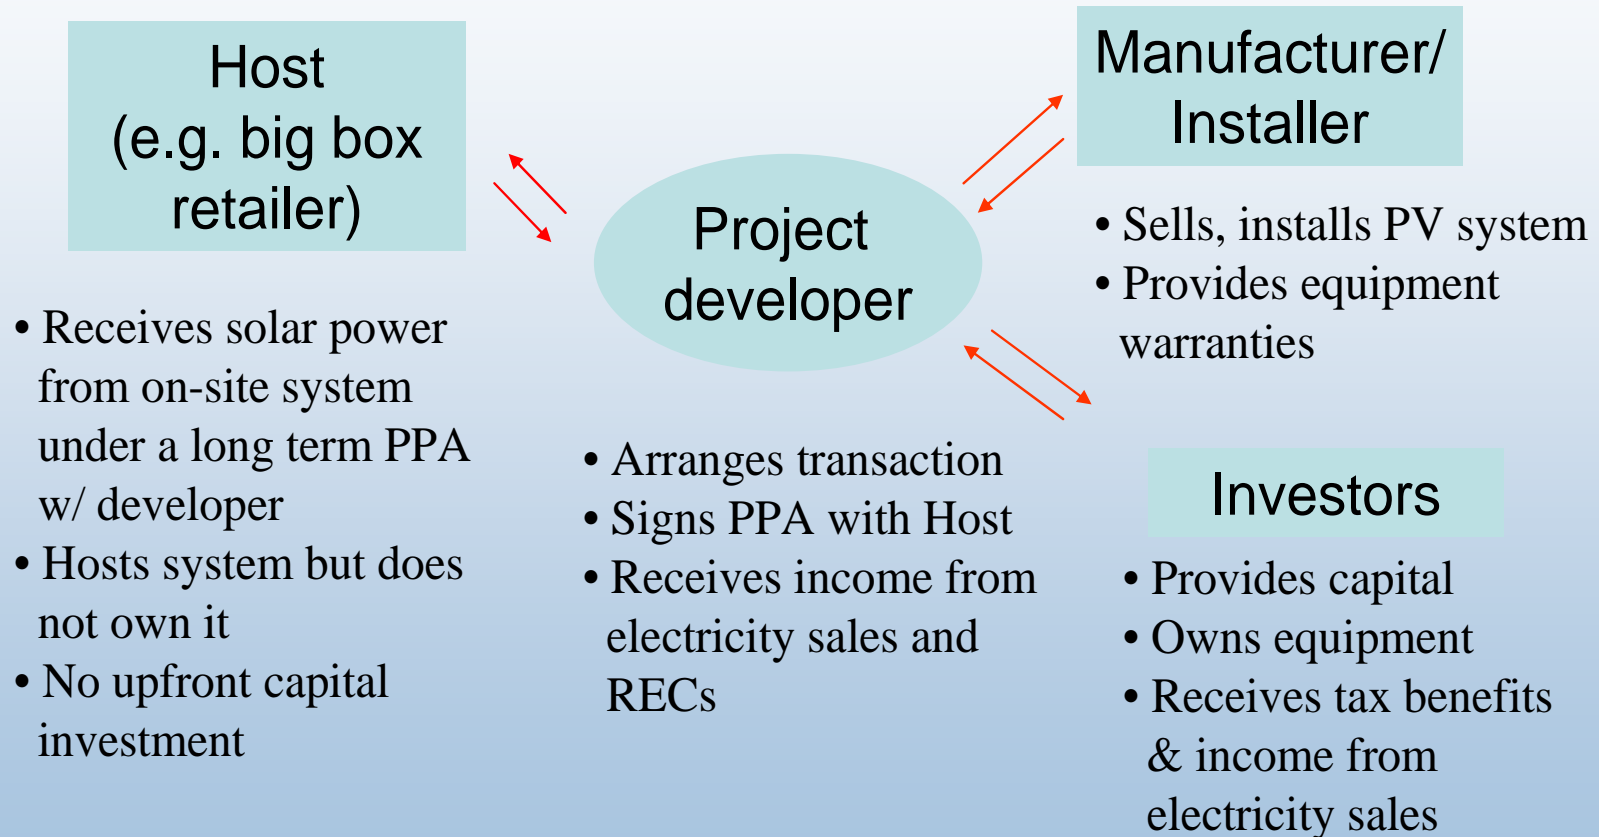 Host
(e.g. big box
retailer)
• Receives solar power
from on-site system
under a long term PPA
w/ developer
• Hosts system but does
not own it
• No upfront capital
investment
Project
developer
• Arranges transaction
• Signs PPA with Host
• Receives income from
electricity sales and
RECs
Manufacturer/
Installer
• Sells, installs PV system
• Provides equipment
warranties
Investors
• Provides capital
• Owns equipment
• Receives tax benefits
& income from
electricity sales